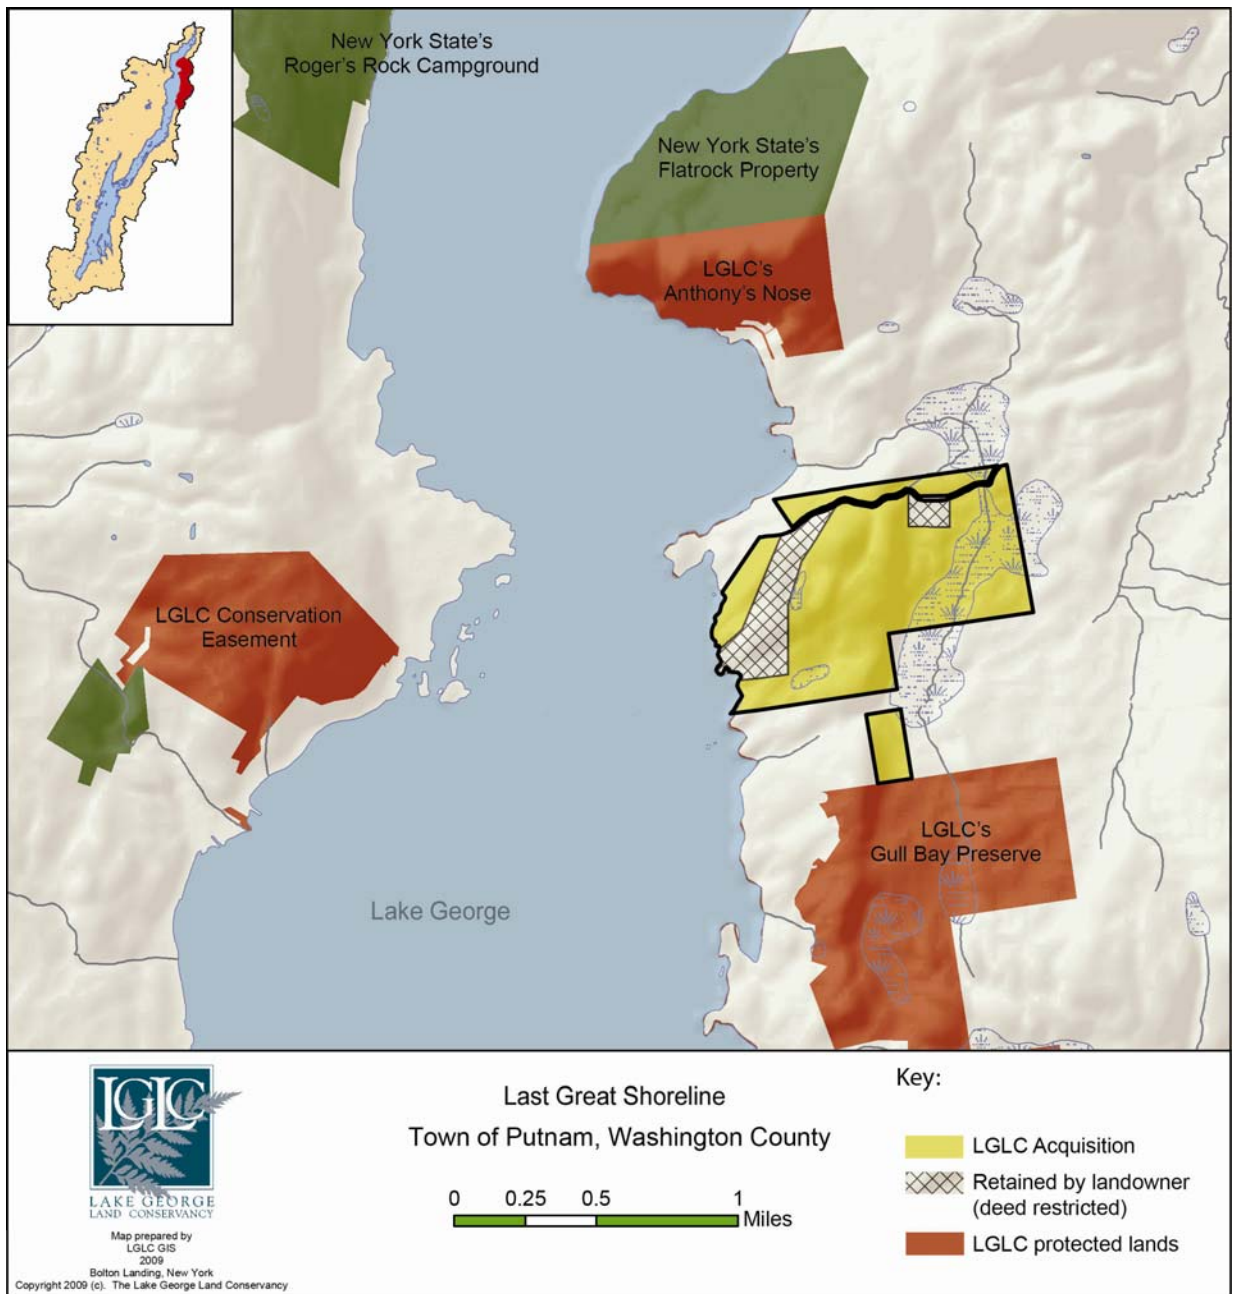 New York State's
Roger's Rock Campground
New York State's
Flatrock Property
LGLC's
Anthony's Nose
LGLC Conservation
Easement
LGLC's
Gull Bay Preserve
Lake George
LGLC
LAKE GEORGE
LAND CONSERVANCY
Map prepared by
LGLC GIS
2009
Bolton Landing, New York
Copyright 2009 (c). The Lake George Land Conservancy
Last Great Shoreline
Town of Putnam, Washington County
0 0.25 0.5 1
Miles
Key:
LGLC Acquisition
Retained by landowner
(deed restricted)
LGLC protected lands